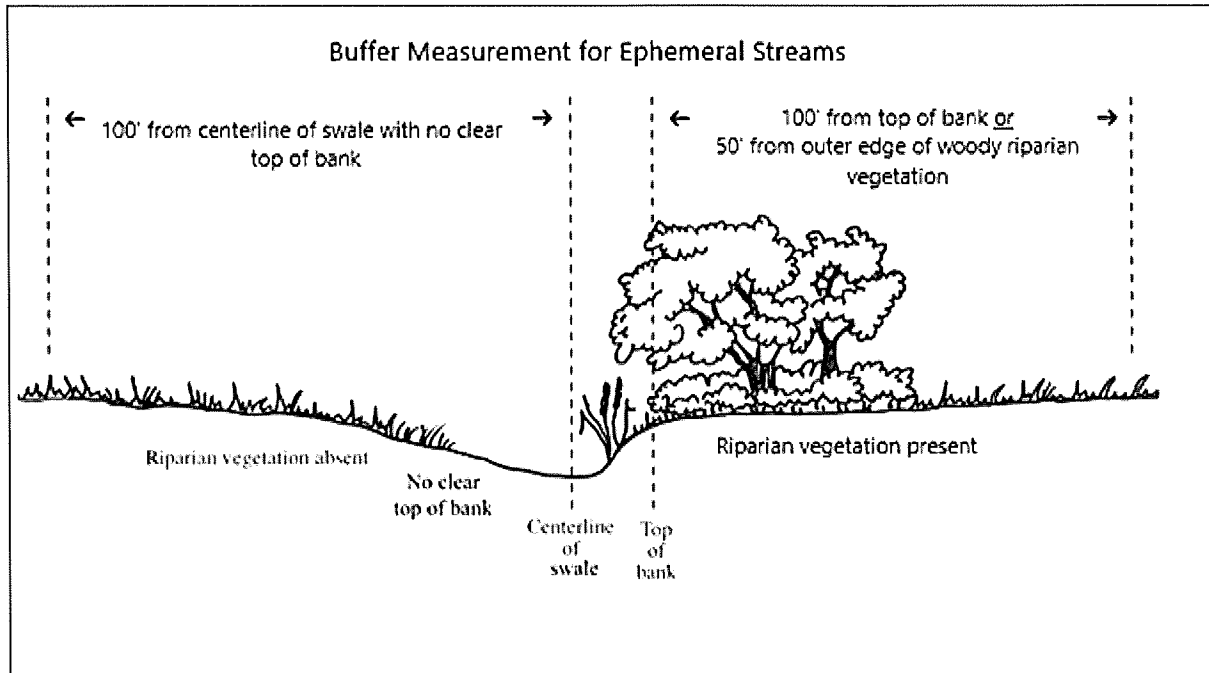 Buffer Measurement for Ephemeral Streams
100' from centerline of swale with no clear
top of bank
100' from top of bank or
50' from outer edge of woody riparian
vegetation
Riparian vegetation absent
No clear
top of bank
Centerline
of
swale
Top
of
bank
Riparian vegetation present